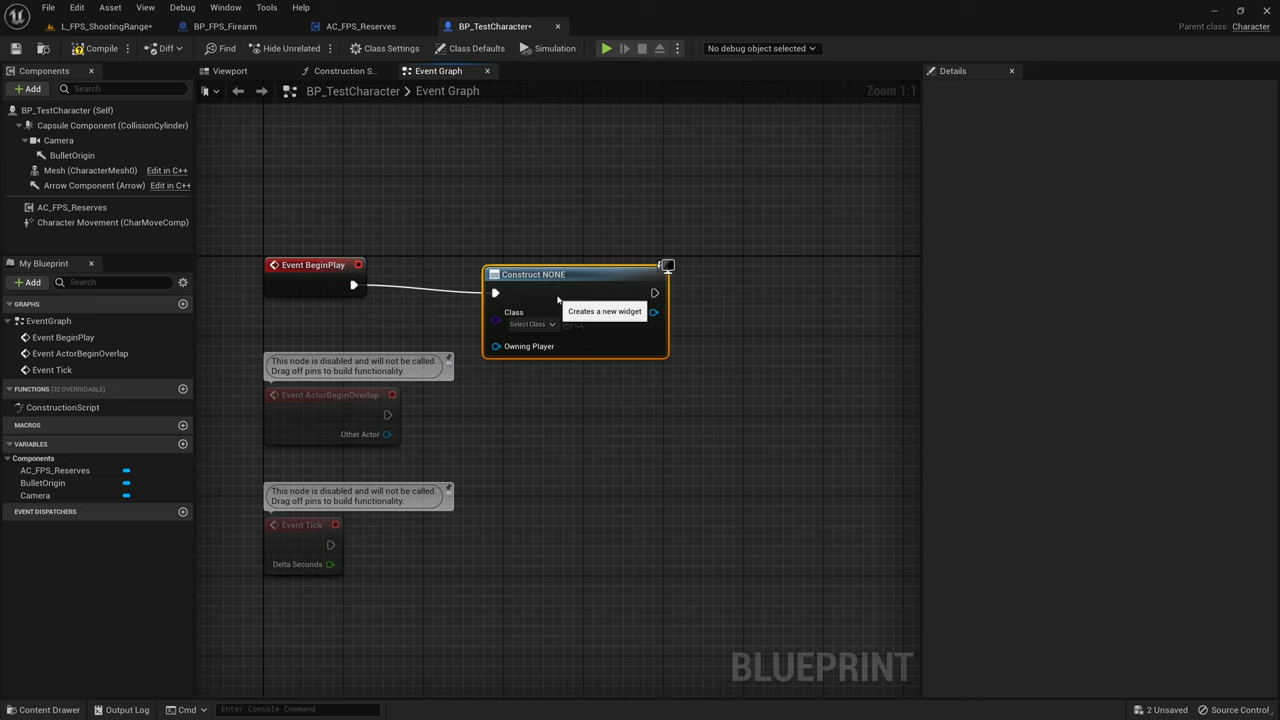 File Edit Asset View Debug Window Tools Help
L_FPS_ShootingRange•
BP_FPS_Firearm
AC_FPS_Reserves
BP_TestCharacter•
Parent class: Character
Compile
Diff
Find
Hide Unrelated
Class Settings
Class Defaults
Simulation
No debug object selected
Components
Viewport
Construction S...
Event Graph
Details
Add
Search
BP_TestCharacter > Event Graph
Zoom 1:1
BP_TestCharacter (Self)
Capsule Component (CollisionCylinder)
Camera
BulletOrigin
Mesh (CharacterMesh0) Edit in C++
Arrow Component (Arrow) Edit in C++
AC_FPS_Reserves
Character Movement (CharMoveComp)
My Blueprint
Add
Search
GRAPHS
EventGraph
Event BeginPlay
Event ActorBeginOverlap
Event Tick
FUNCTIONS (32 OVERRIDABLE)
ConstructionScript
MACROS
VARIABLES
Components
AC_FPS_Reserves
BulletOrigin
Camera
EVENT DISPATCHERS
Event BeginPlay
Construct NONE
Class
Select Class
Creates a new widget
Owning Player
This node is disabled and will not be called.
Drag off pins to build functionality.
Event ActorBeginOverlap
Other Actor
This node is disabled and will not be called.
Drag off pins to build functionality.
Event Tick
Delta Seconds
BLUEPRINT
Content Drawer
Output Log
Cmd
Enter Console Command
2 Unsaved
Source Control